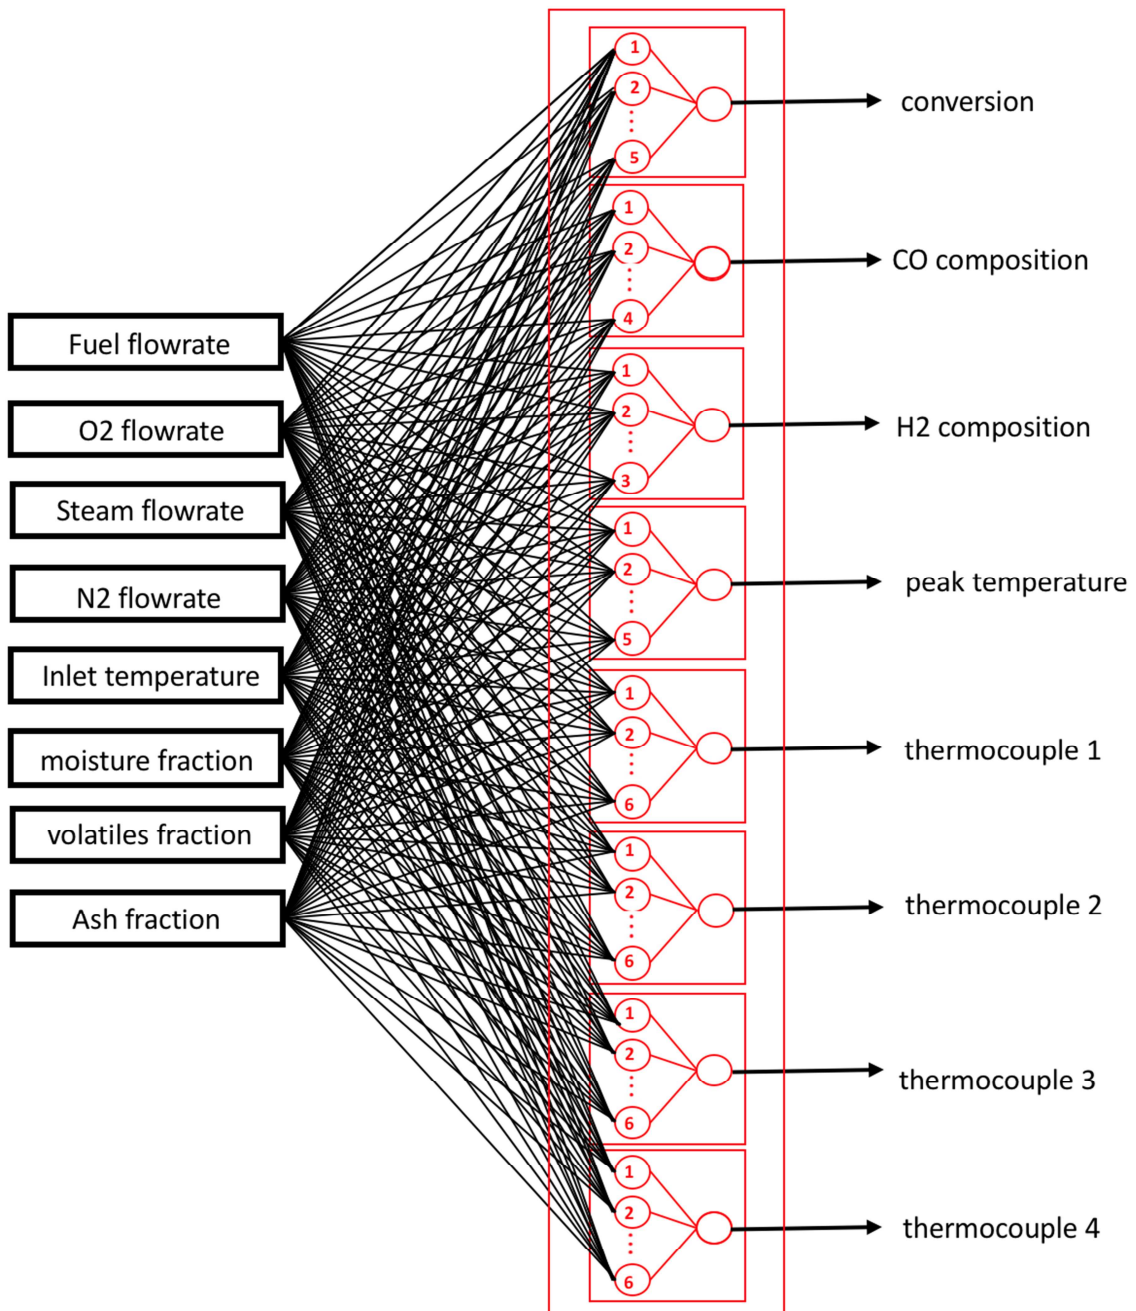 Fuel flowrate
O2 flowrate
Steam flowrate
N2 flowrate
Inlet temperature
moisture fraction
volatiles fraction
Ash fraction
1
2
5
conversion
1
2
4
CO composition
1
2
3
H2 composition
1
2
5
peak temperature
1
2
6
thermocouple 1
1
2
6
thermocouple 2
1
2
6
thermocouple 3
1
2
6
thermocouple 4